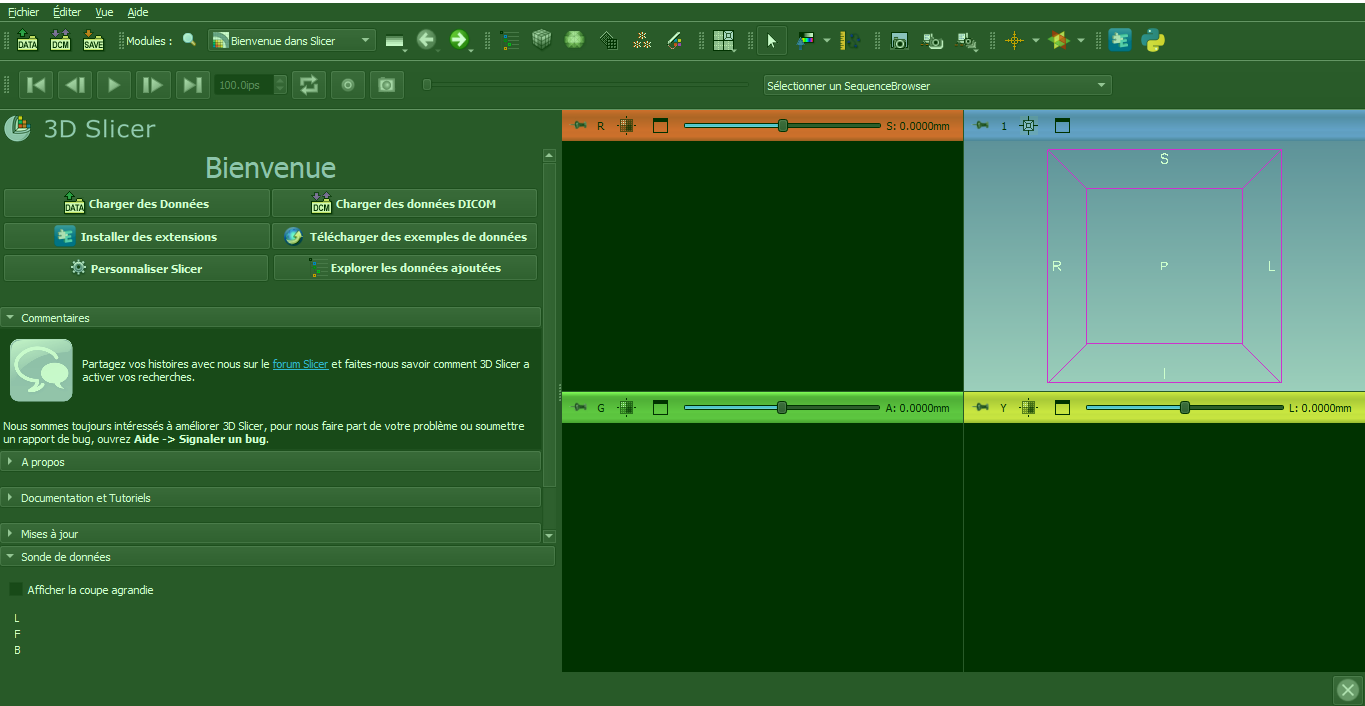 Fichier Éditer Vue Aide
DATA DCM SAVE Modules : Bienvenue dans Slicer
100.0ips Sélectionner un SequenceBrowser
3D Slicer
Bienvenue
DATA Charger des Données
DCM Charger des données DICOM
Installer des extensions
Télécharger des exemples de données
Personnaliser Slicer
Explorer les données ajoutées
Commentaires
Partagez vos histoires avec nous sur le forum Slicer et faites-nous savoir comment 3D Slicer a
activer vos recherches.
Nous sommes toujours intéressés à améliorer 3D Slicer, pour nous faire part de votre problème ou soumettre
un rapport de bug, ouvrez Aide -> Signaler un bug.
A propos
Documentation et Tutoriels
Mises à jour
Sonde de données
Afficher la coupe agrandie
L
F
B
R S: 0.0000mm
1
S
R P L
I
G A: 0.0000mm
Y L: 0.0000mm